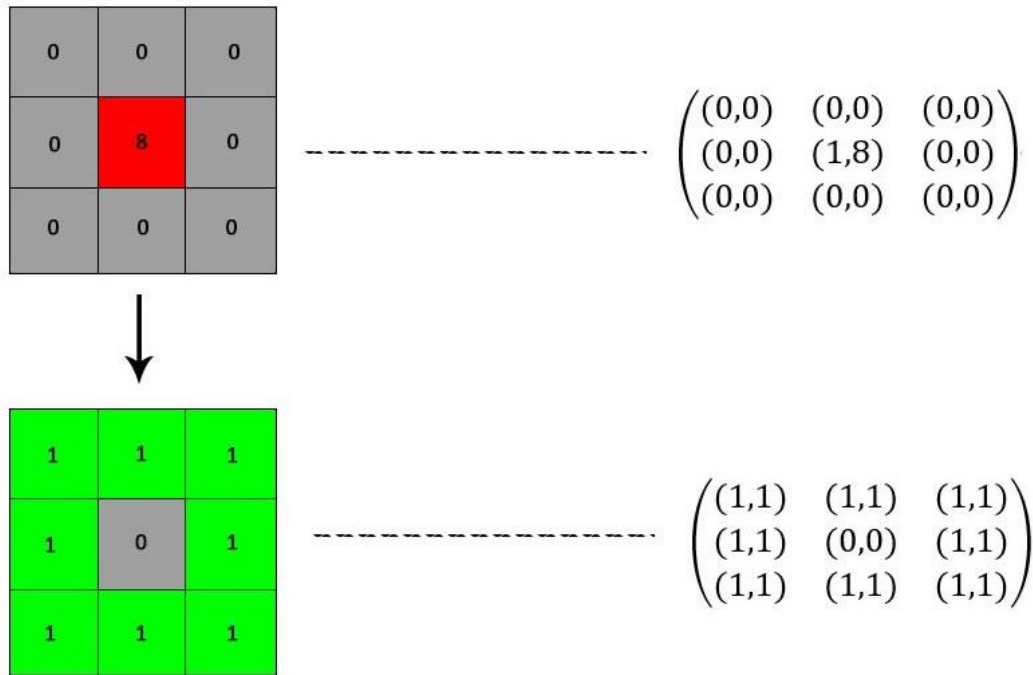 0 0 0
0 8 0
0 0 0
(0,0) (0,0) (0,0)
(0,0) (1,8) (0,0)
(0,0) (0,0) (0,0)
1 1 1
1 0 1
1 1 1
(1,1) (1,1) (1,1)
(1,1) (0,0) (1,1)
(1,1) (1,1) (1,1)